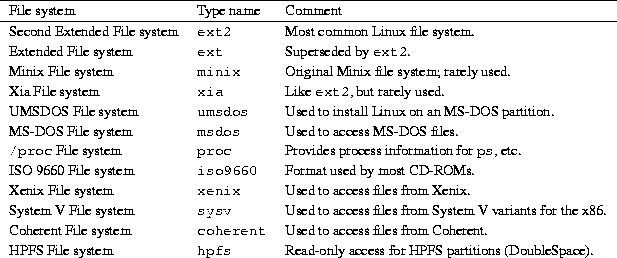 File system Type name Comment
Second Extended File system ext2 Most common Linux file system.
Extended File system ext Superseded by ext2.
Minix File system minix Original Minix file system; rarely used.
Xia File system xia Like ext2, but rarely used.
UMSDOS File system umsdos Used to install Linux on an MS-DOS partition.
MS-DOS File system msdos Used to access MS-DOS files.
/proc File system proc Provides process information for ps, etc.
ISO 9660 File system iso9660 Format used by most CD-ROMs.
Xenix File system xenix Used to access files from Xenix.
System V File system sysv Used to access files from System V variants for the x86.
Coherent File system coherent Used to access files from Coherent.
HPFS File system hpfs Read-only access for HPFS partitions (DoubleSpace).